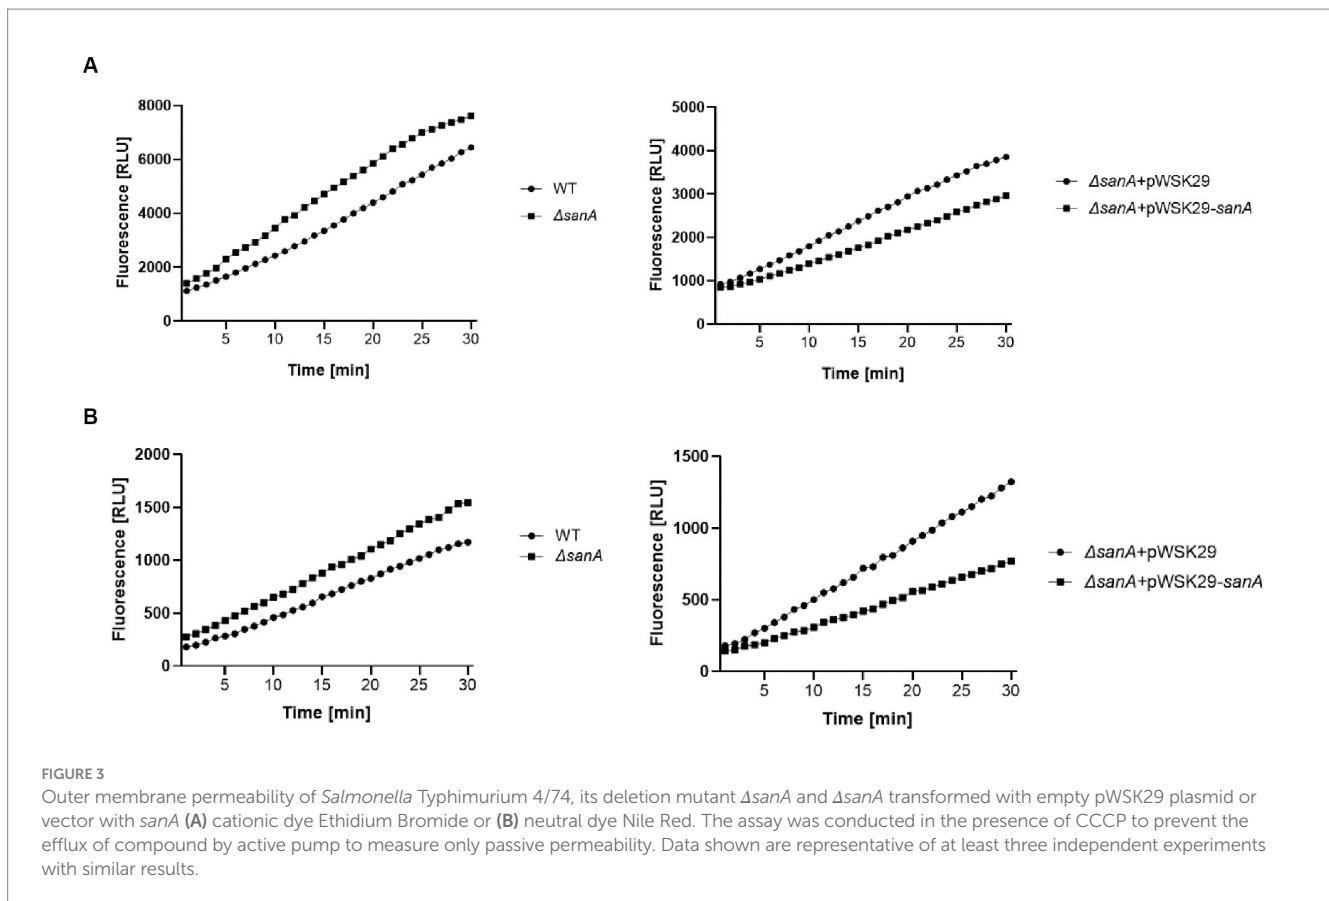 A
8000
6000
4000
2000
0
Fluorescence [RLU]
5 10 15 20 25 30
Time [min]
WT
ΔsanA
5000
4000
3000
2000
1000
0
Fluorescence [RLU]
5 10 15 20 25 30
Time [min]
ΔsanA+pWSK29
ΔsanA+pWSK29-sanA
B
2000
1500
1000
500
0
Fluorescence [RLU]
5 10 15 20 25 30
Time [min]
WT
ΔsanA
1500
1000
500
0
Fluorescence [RLU]
5 10 15 20 25 30
Time [min]
ΔsanA+pWSK29
ΔsanA+pWSK29-sanA
FIGURE 3
Outer membrane permeability of Salmonella Typhimurium 4/74, its deletion mutant ΔsanA and ΔsanA transformed with empty pWSK29 plasmid or
vector with sanA (A) cationic dye Ethidium Bromide or (B) neutral dye Nile Red. The assay was conducted in the presence of CCCP to prevent the
efflux of compound by active pump to measure only passive permeability. Data shown are representative of at least three independent experiments
with similar results.